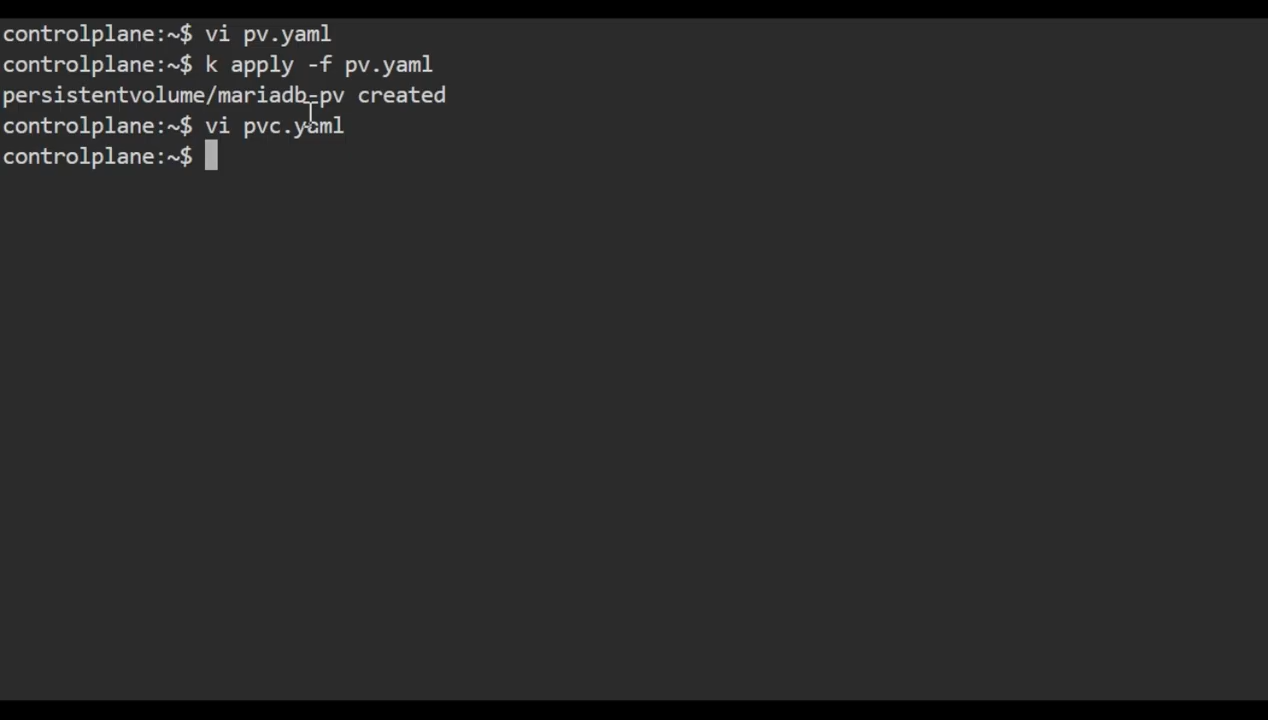 controlplane:~$ vi pv.yaml
controlplane:~$ k apply -f pv.yaml
persistentvolume/mariadb-pv created
controlplane:~$ vi pvc.yaml
controlplane:~$